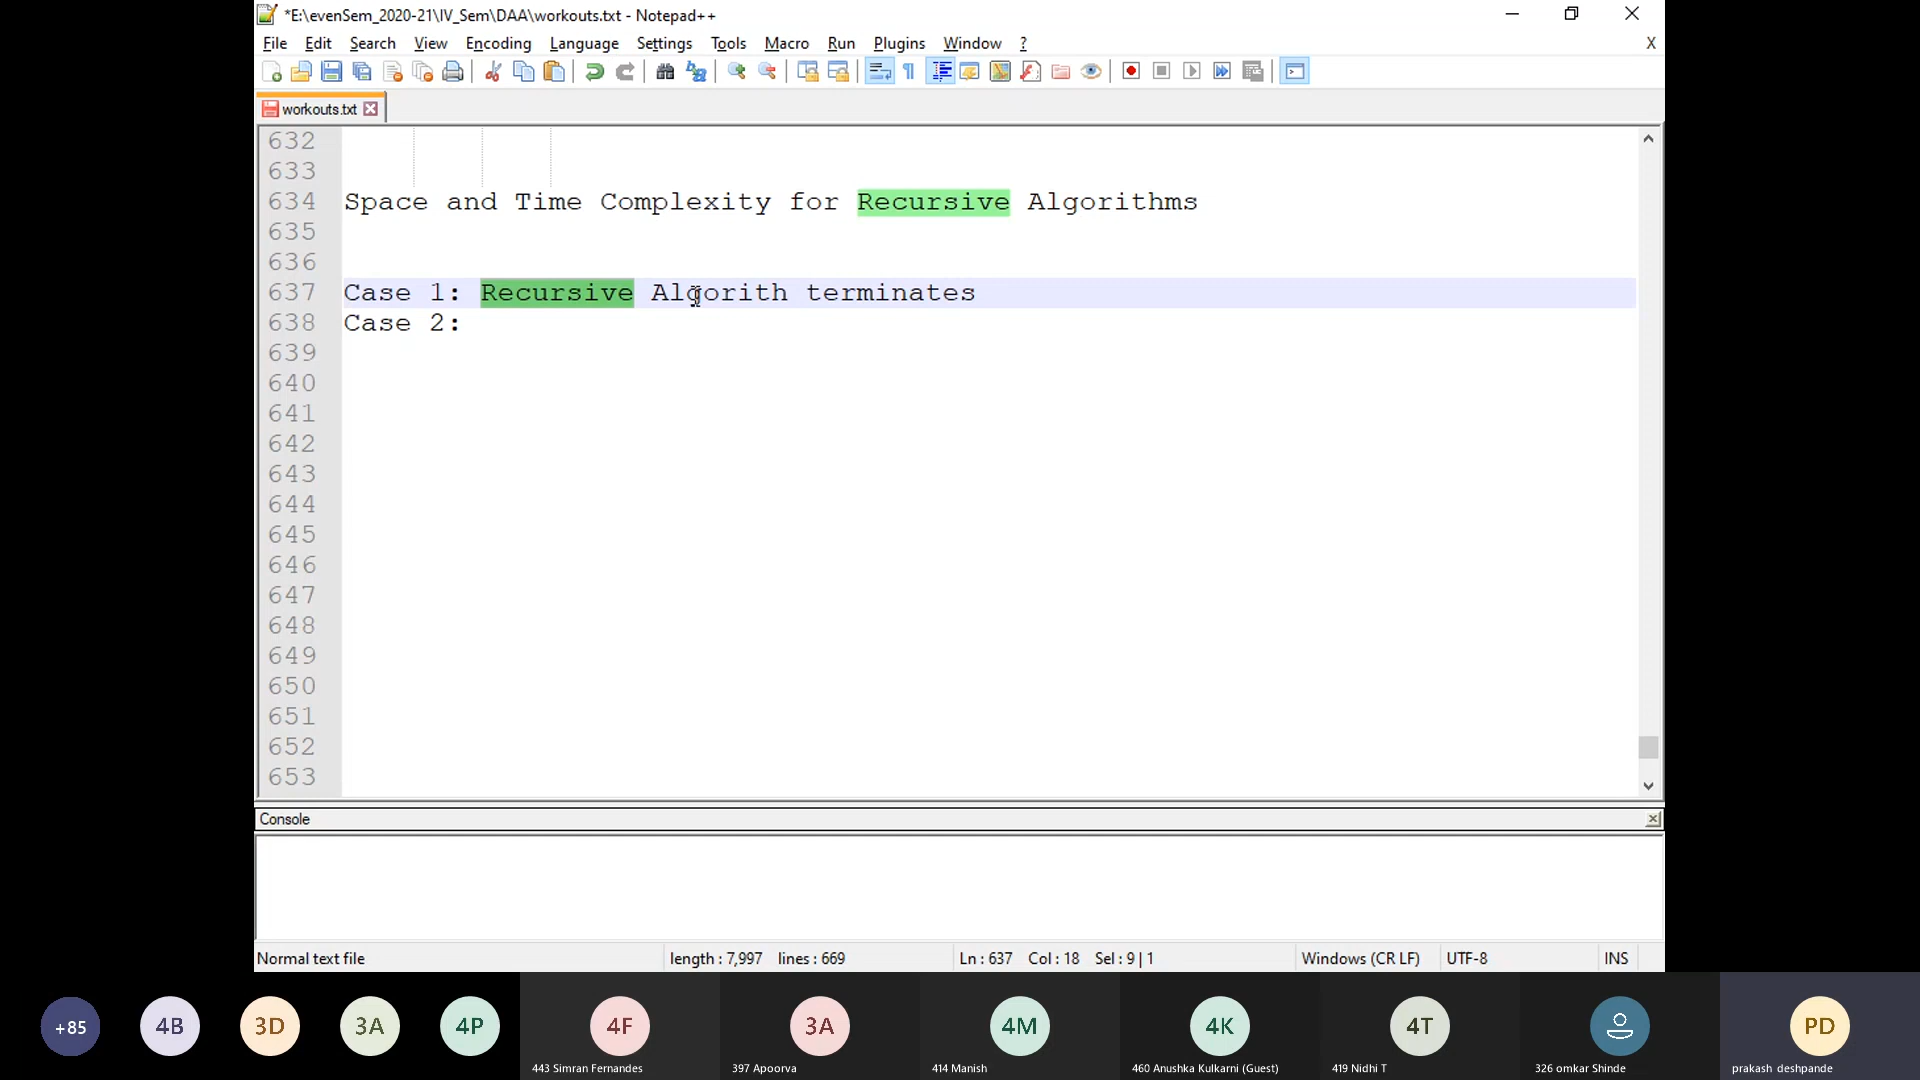 *E:\evenSem_2020-21\IV_Sem\DAA\workouts.txt - Notepad++
File Edit Search View Encoding Language Settings Tools Macro Run Plugins Window ? X
workouts.txt
632
633
634 Space and Time Complexity for Recursive Algorithms
635
636
637 Case 1: Recursive Algorith terminates
638 Case 2:
639
640
641
642
643
644
645
646
647
648
649
650
651
652
653
Console
Normal text file length : 7,997 lines : 669 Ln : 637 Col : 18 Sel : 9 | 1 Windows (CR LF) UTF-8 INS
+85 4B 3D 3A 4P 4F 3A 4M 4K 4T PD
443 Simran Fernandes 397 Apoorva 414 Manish 460 Anushka Kulkarni (Guest) 419 Nidhi T 326 omkar Shinde prakash deshpande